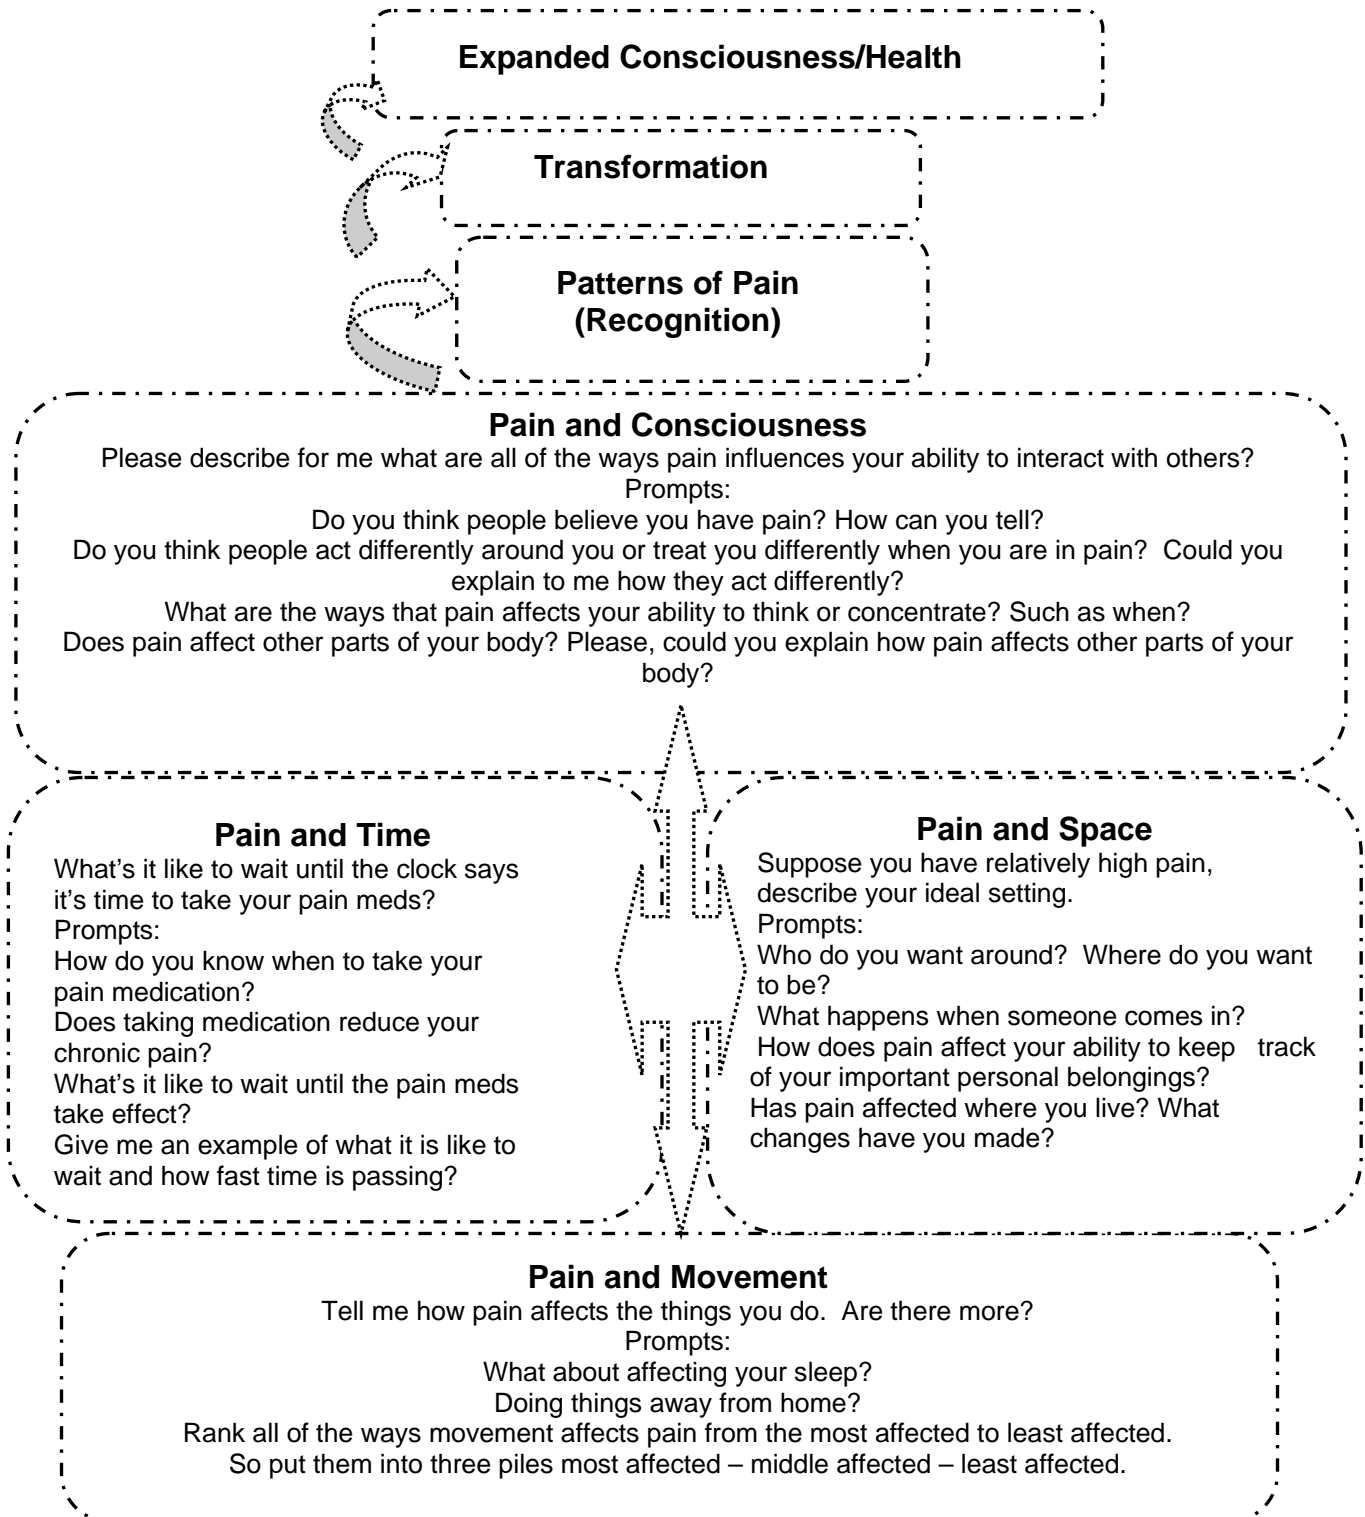 Expanded Consciousness/Health
Transformation
Patterns of Pain
(Recognition)
Pain and Consciousness
Please describe for me what are all of the ways pain influences your ability to interact with others?
Prompts:
Do you think people believe you have pain? How can you tell?
Do you think people act differently around you or treat you differently when you are in pain?  Could you
explain to me how they act differently?
What are the ways that pain affects your ability to think or concentrate? Such as when?
Does pain affect other parts of your body? Please, could you explain how pain affects other parts of your
body?
Pain and Time
What’s it like to wait until the clock says
it’s time to take your pain meds?
Prompts:
How do you know when to take your
pain medication?
Does taking medication reduce your
chronic pain?
What’s it like to wait until the pain meds
take effect?
Give me an example of what it is like to
wait and how fast time is passing?
Pain and Space
Suppose you have relatively high pain,
describe your ideal setting.
Prompts:
Who do you want around?  Where do you want
to be?
What happens when someone comes in?
How does pain affect your ability to keep   track
of your important personal belongings?
Has pain affected where you live? What
changes have you made?
Pain and Movement
Tell me how pain affects the things you do.  Are there more?
Prompts:
What about affecting your sleep?
Doing things away from home?
Rank all of the ways movement affects pain from the most affected to least affected.
So put them into three piles most affected – middle affected – least affected.